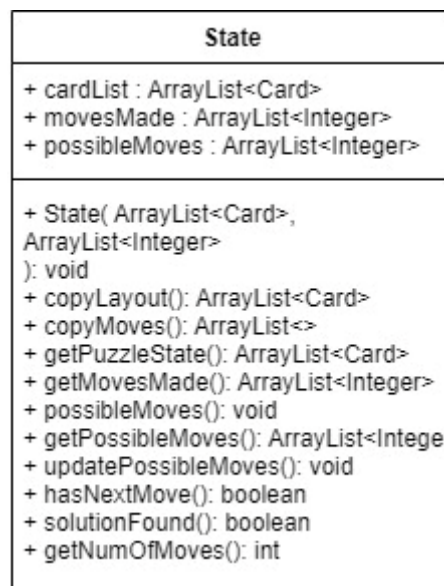 State
+ cardList : ArrayList<Card>
+ movesMade : ArrayList<Integer>
+ possibleMoves : ArrayList<Integer>
+ State( ArrayList<Card>,
ArrayList<Integer>
): void
+ copyLayout(): ArrayList<Card>
+ copyMoves(): ArrayList<>
+ getPuzzleState(): ArrayList<Card>
+ getMovesMade(): ArrayList<Integer>
+ possibleMoves(): void
+ getPossibleMoves(): ArrayList<Intege
+ updatePossibleMoves(): void
+ hasNextMove(): boolean
+ solutionFound(): boolean
+ getNumOfMoves(): int